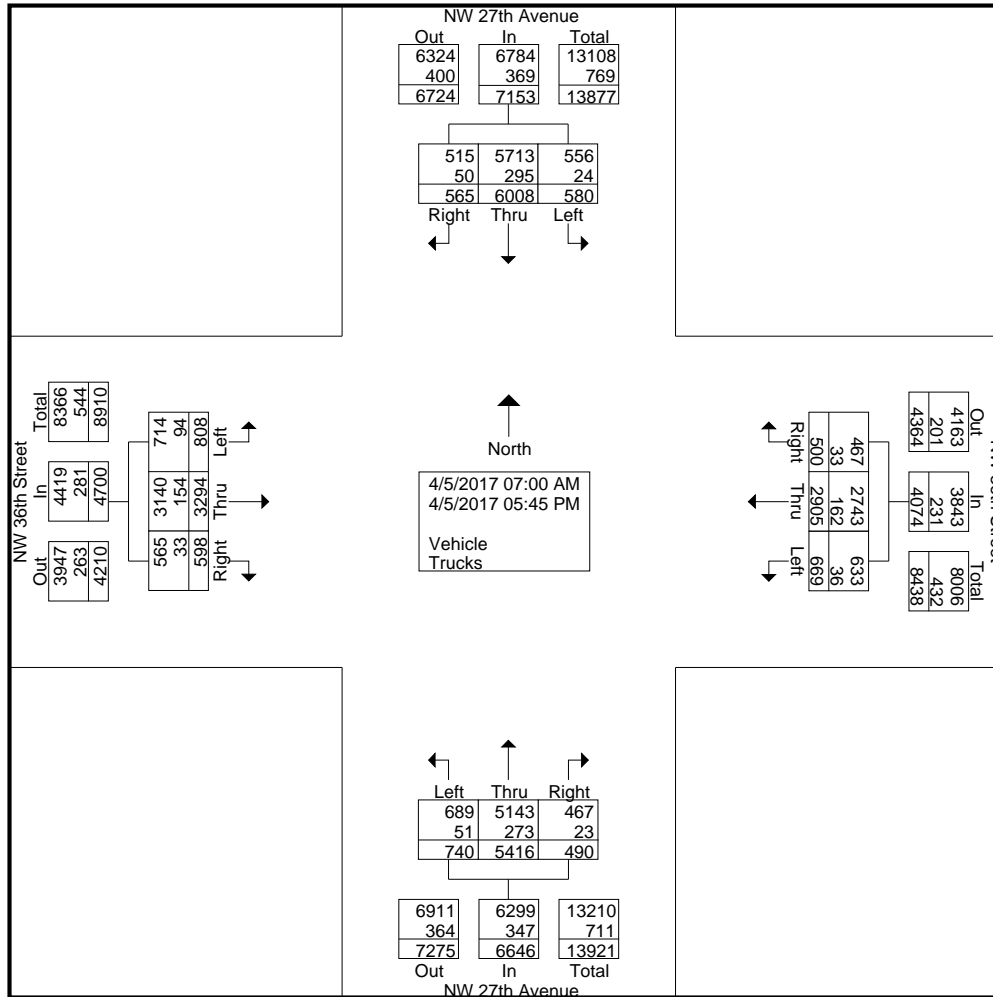 NW 27th Avenue
Out In Total
6324 6784 13108
400 369 769
6724 7153 13877
515 5713 556
50 295 24
565 6008 580
Right Thru Left
NW 36th Street
Total In Out
8366 4419 3947
544 281 263
8910 4700 4210
714 3140 565
94 154 33
808 3294 598
Left Thru Right
North
4/5/2017 07:00 AM
4/5/2017 05:45 PM
Vehicle
Trucks
Right Thru Left
467 2743 633
33 162 36
500 2905 669
Out In Total
4163 3843 8006
201 231 432
4364 4074 8438
Left Thru Right
689 5143 467
51 273 23
740 5416 490
6911 6299 13210
364 347 711
7275 6646 13921
Out In Total
NW 27th Avenue